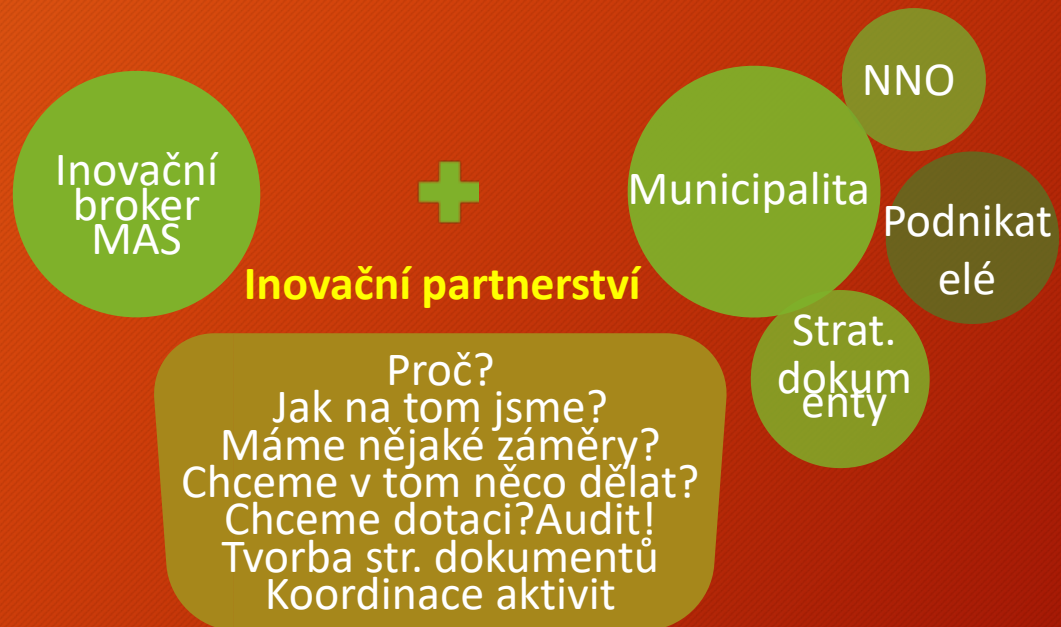 Inovační
broker
MAS
Inovační partnerství
Municipalita
NNO
Podnikat
elé
Strat.
dokum
enty
Proč?
Jak na tom jsme?
Máme nějaké záměry?
Chceme v tom něco dělat?
Chceme dotaci?Audit!
Tvorba str. dokumentů
Koordinace aktivit